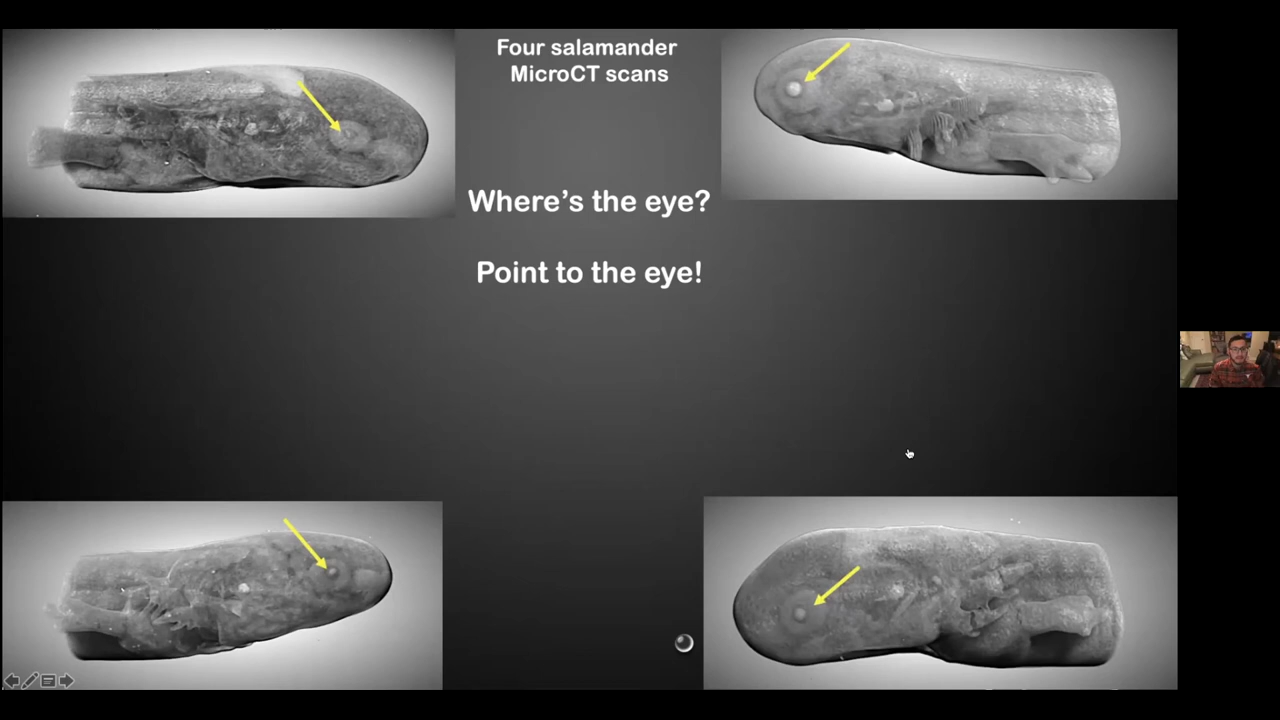 Four salamander
MicroCT scans
Where's the eye?
Point to the eye!